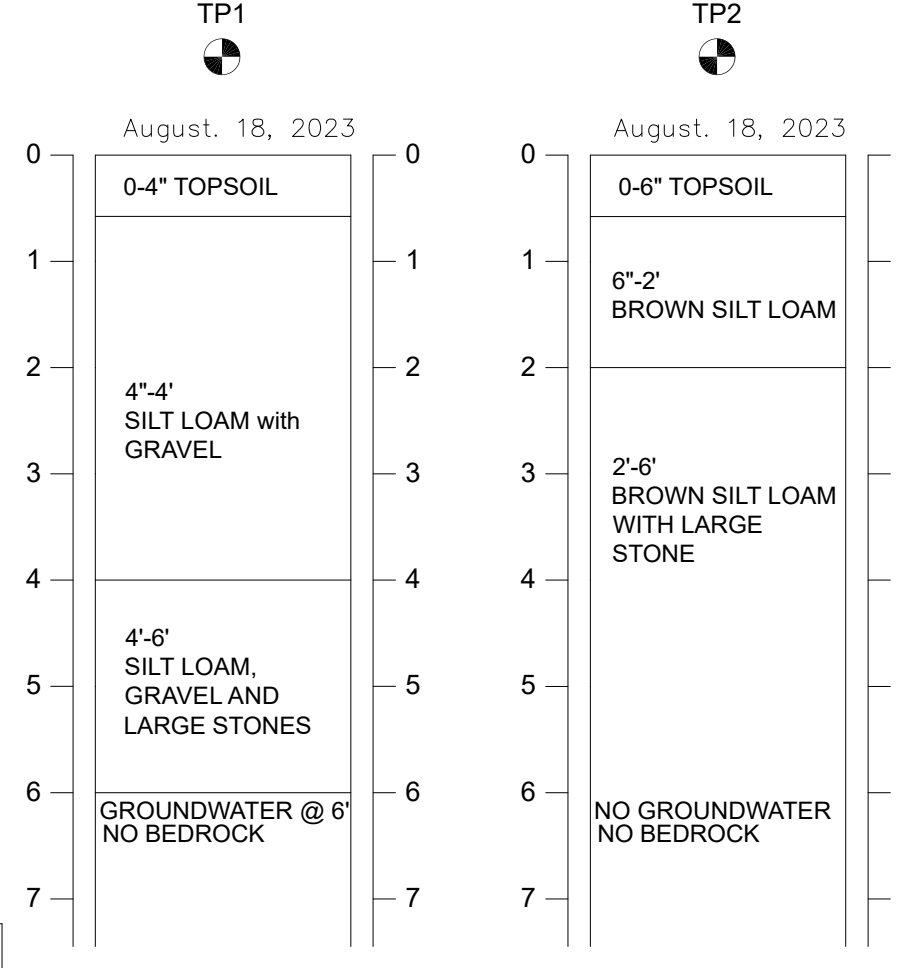 TP1
August. 18, 2023
0
0
0-4" TOPSOIL
1
1
2
2
4"-4'
SILT LOAM with
GRAVEL
3
3
4
4
4'-6'
SILT LOAM,
GRAVEL AND
LARGE STONES
5
5
6
6
GROUNDWATER @ 6'
NO BEDROCK
7
7
TP2
August. 18, 2023
0
0-6" TOPSOIL
1
6"-2'
BROWN SILT LOAM
2
2'-6'
BROWN SILT LOAM
WITH LARGE
STONE
3
4
5
6
NO GROUNDWATER
NO BEDROCK
7